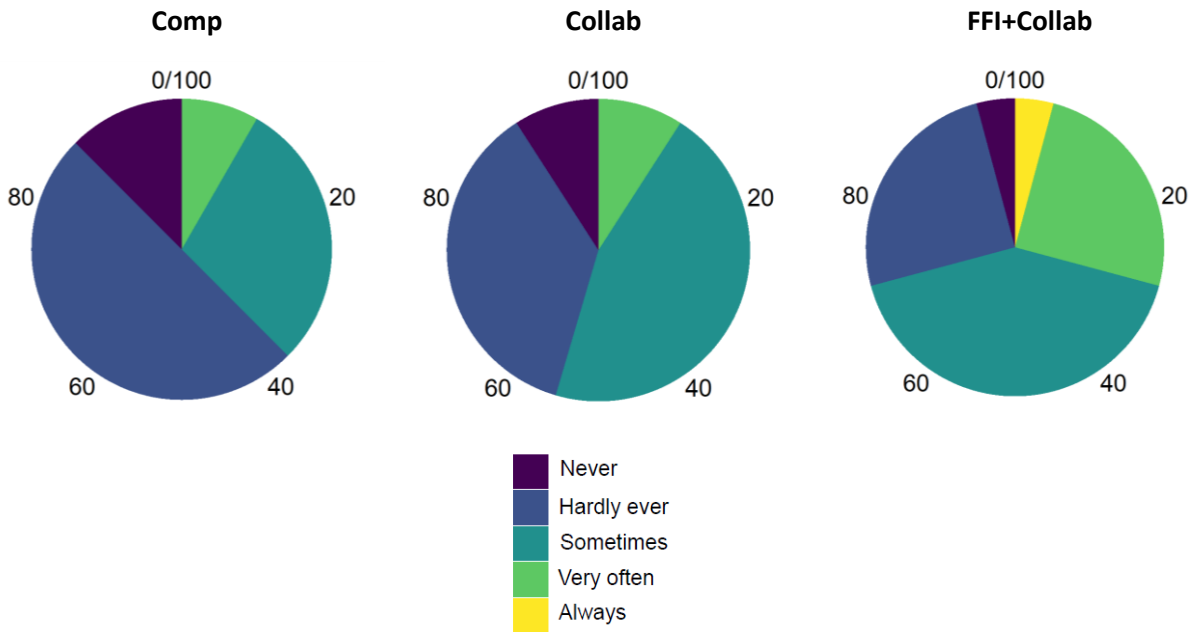 Comp Collab FFI+Collab
0/100 0/100 0/100
80 20 80 20 80 20
60 40 60 40 60 40
Never
Hardly ever
Sometimes
Very often
Always